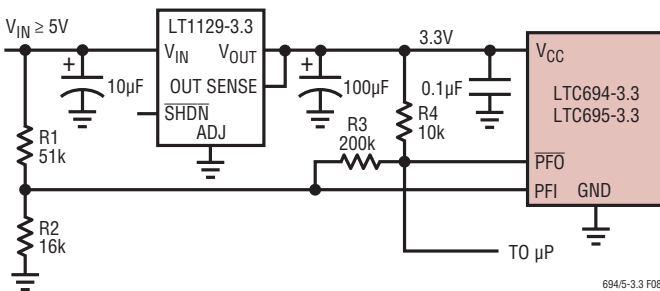 V_IN ≥ 5V
LT1129-3.3
V_IN
V_OUT
OUT SENSE
SHDN
ADJ
10µF
3.3V
100µF
0.1µF
V_CC
LTC694-3.3
LTC695-3.3
R1
51k
R3
200k
R4
10k
PFO
PFI
GND
R2
16k
TO µP
694/5-3.3 F08